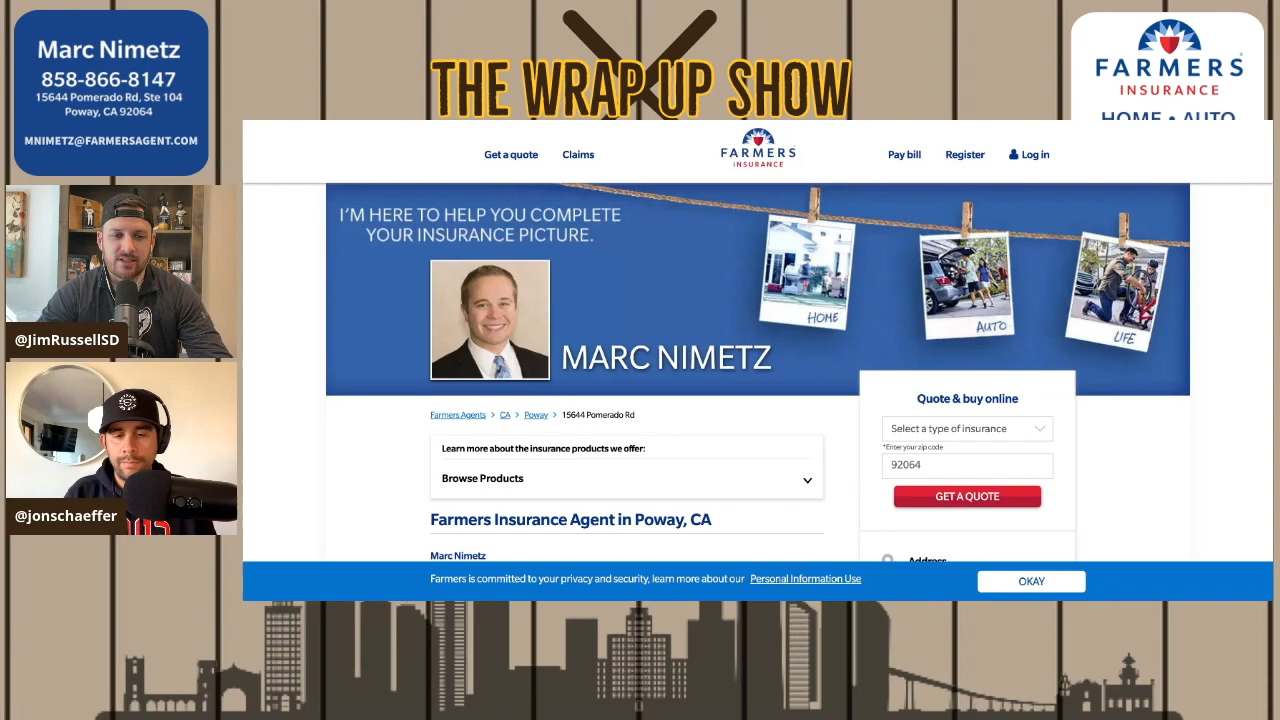 Marc Nimetz
858-866-8147
15644 Pomerado Rd, Ste 104
Poway, CA 92064
MNIMETZ@FARMERSAGENT.COM
THE WRAP UP SHOW
FARMERS
INSURANCE
HOME • AUTO
Get a quote
Claims
FARMERS
INSURANCE
Pay bill
Register
Log in
I'M HERE TO HELP YOU COMPLETE
YOUR INSURANCE PICTURE.
HOME
AUTO
LIFE
MARC NIMETZ
@JimRussellSD
@jonschaeffer
Farmers Agents > CA > Poway > 15644 Pomerado Rd
Learn more about the insurance products we offer:
Browse Products
Farmers Insurance Agent in Poway, CA
Marc Nimetz
Quote & buy online
Select a type of insurance
*Enter your zip code
92064
GET A QUOTE
Address
Farmers is committed to your privacy and security, learn more about our Personal Information Use
OKAY